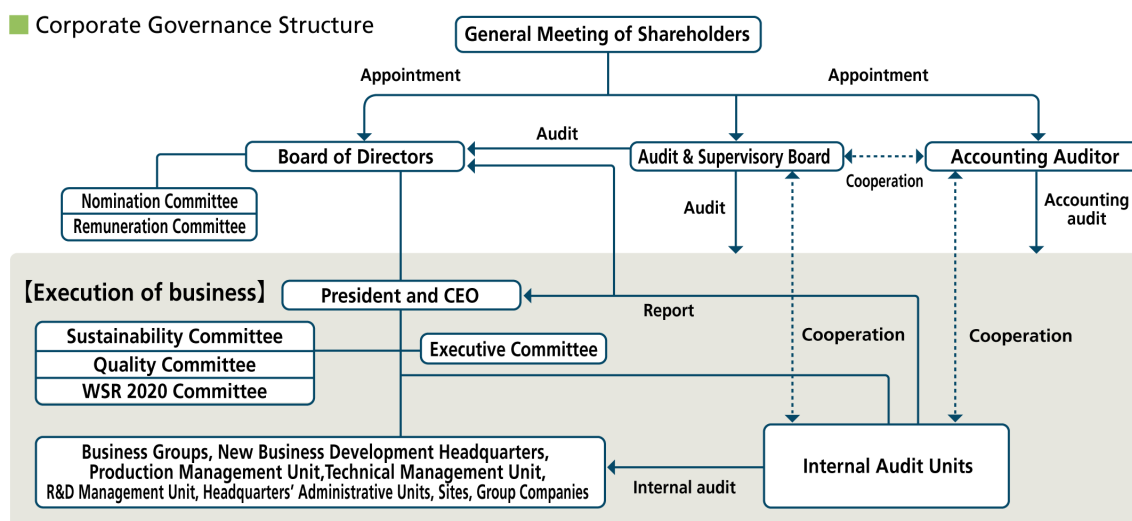 Corporate Governance Structure
General Meeting of Shareholders
Appointment
Appointment
Board of Directors
Audit
Audit & Supervisory Board
Cooperation
Accounting Auditor
Nomination Committee
Remuneration Committee
Audit
Accounting
audit
【Execution of business】
President and CEO
Report
Cooperation
Cooperation
Sustainability Committee
Quality Committee
WSR 2020 Committee
Executive Committee
Business Groups, New Business Development Headquarters,
Production Management Unit,Technical Management Unit,
R&D Management Unit, Headquarters' Administrative Units, Sites, Group Companies
Internal audit
Internal Audit Units